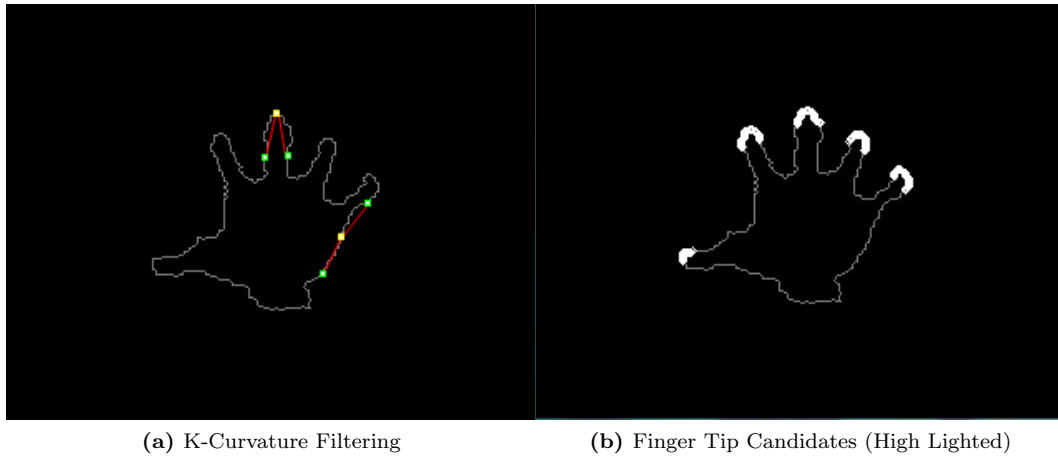 (a) K-Curvature Filtering
(b) Finger Tip Candidates (High Lighted)